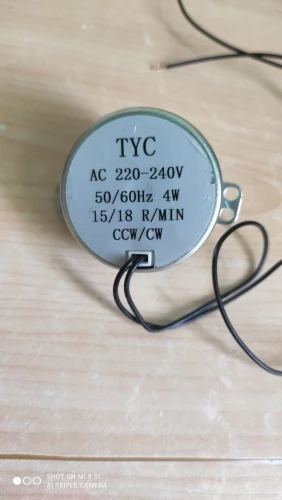 TYC
AC 220-240V
50/60Hz 4W
15/18 R/MIN
CCW/CW
SHOT ON MI 9 SE
AI TRIPLE CAMERA